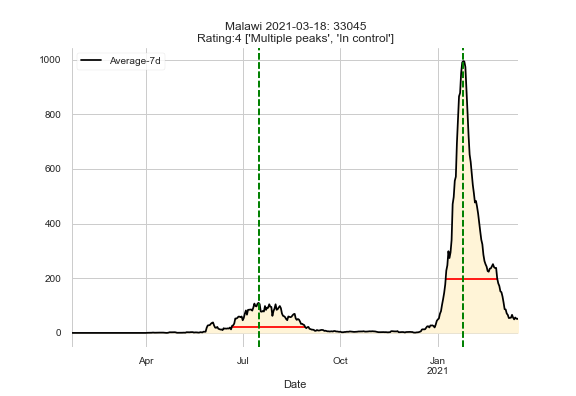 Malawi 2021-03-18: 33045
Rating:4 ['Multiple peaks', 'In control']
Average-7d
1000
800
600
400
200
0
Apr
Jul
Oct
Jan
2021
Date